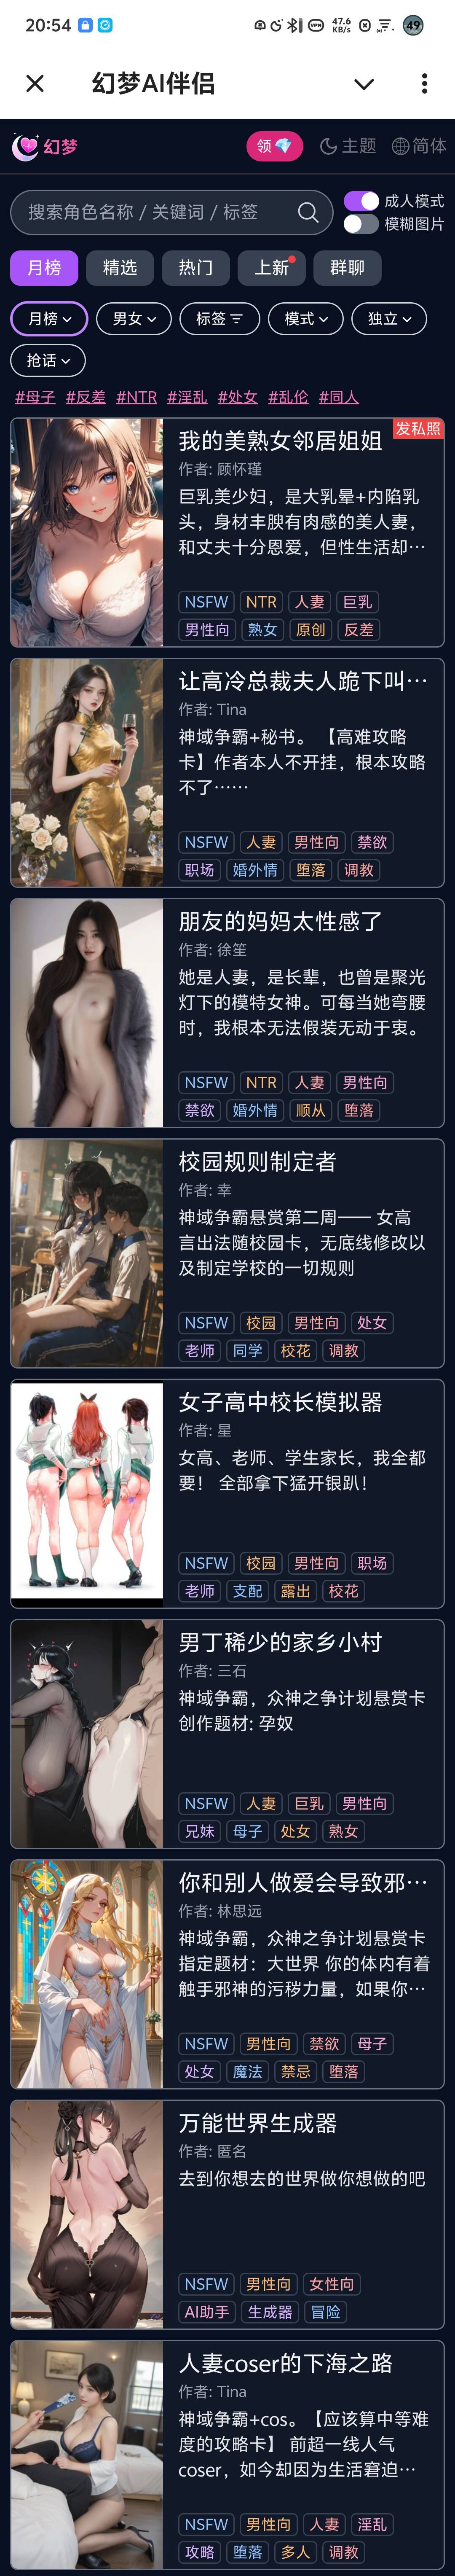 20:54
VPN
47.6
KB/s
49
幻梦AI伴侣
幻梦
领
主题
简体
搜索角色名称 / 关键词 / 标签
成人模式
模糊图片
月榜 精选 热门 上新 群聊
月榜 男女 标签 模式 独立
抢话
#母子 #反差 #NTR #淫乱 #处女 #乱伦 #同人
发私照
我的美熟女邻居姐姐
作者: 顾怀瑾
巨乳美少妇，是大乳晕+内陷乳
头，身材丰腴有肉感的美人妻，
和丈夫十分恩爱，但性生活却…
NSFW NTR 人妻 巨乳
男性向 熟女 原创 反差
让高冷总裁夫人跪下叫…
作者: Tina
神域争霸+秘书。【高难攻略
卡】作者本人不开挂，根本攻略
不了……
NSFW 人妻 男性向 禁欲
职场 婚外情 堕落 调教
朋友的妈妈太性感了
作者: 徐笙
她是人妻，是长辈，也曾是聚光
灯下的模特女神。可每当她弯腰
时，我根本无法假装无动于衷。
NSFW NTR 人妻 男性向
禁欲 婚外情 顺从 堕落
校园规则制定者
作者: 幸
神域争霸悬赏第二周—— 女高
言出法随校园卡，无底线修改以
及制定学校的一切规则
NSFW 校园 男性向 处女
老师 同学 校花 调教
女子高中校长模拟器
作者: 星
女高、老师、学生家长，我全都
要！ 全部拿下猛开银趴！
NSFW 校园 男性向 职场
老师 支配 露出 校花
男丁稀少的家乡小村
作者: 三石
神域争霸，众神之争计划悬赏卡
创作题材: 孕奴
NSFW 人妻 巨乳 男性向
兄妹 母子 处女 熟女
你和别人做爱会导致邪…
作者: 林思远
神域争霸，众神之争计划悬赏卡
指定题材：大世界 你的体内有着
触手邪神的污秽力量，如果你…
NSFW 男性向 禁欲 母子
处女 魔法 禁忌 堕落
万能世界生成器
作者: 匿名
去到你想去的世界做你想做的吧
NSFW 男性向 女性向
AI助手 生成器 冒险
人妻coser的下海之路
作者: Tina
神域争霸+cos。【应该算中等难
度的攻略卡】 前超一线人气
coser，如今却因为生活窘迫…
NSFW 男性向 人妻 淫乱
攻略 堕落 多人 调教